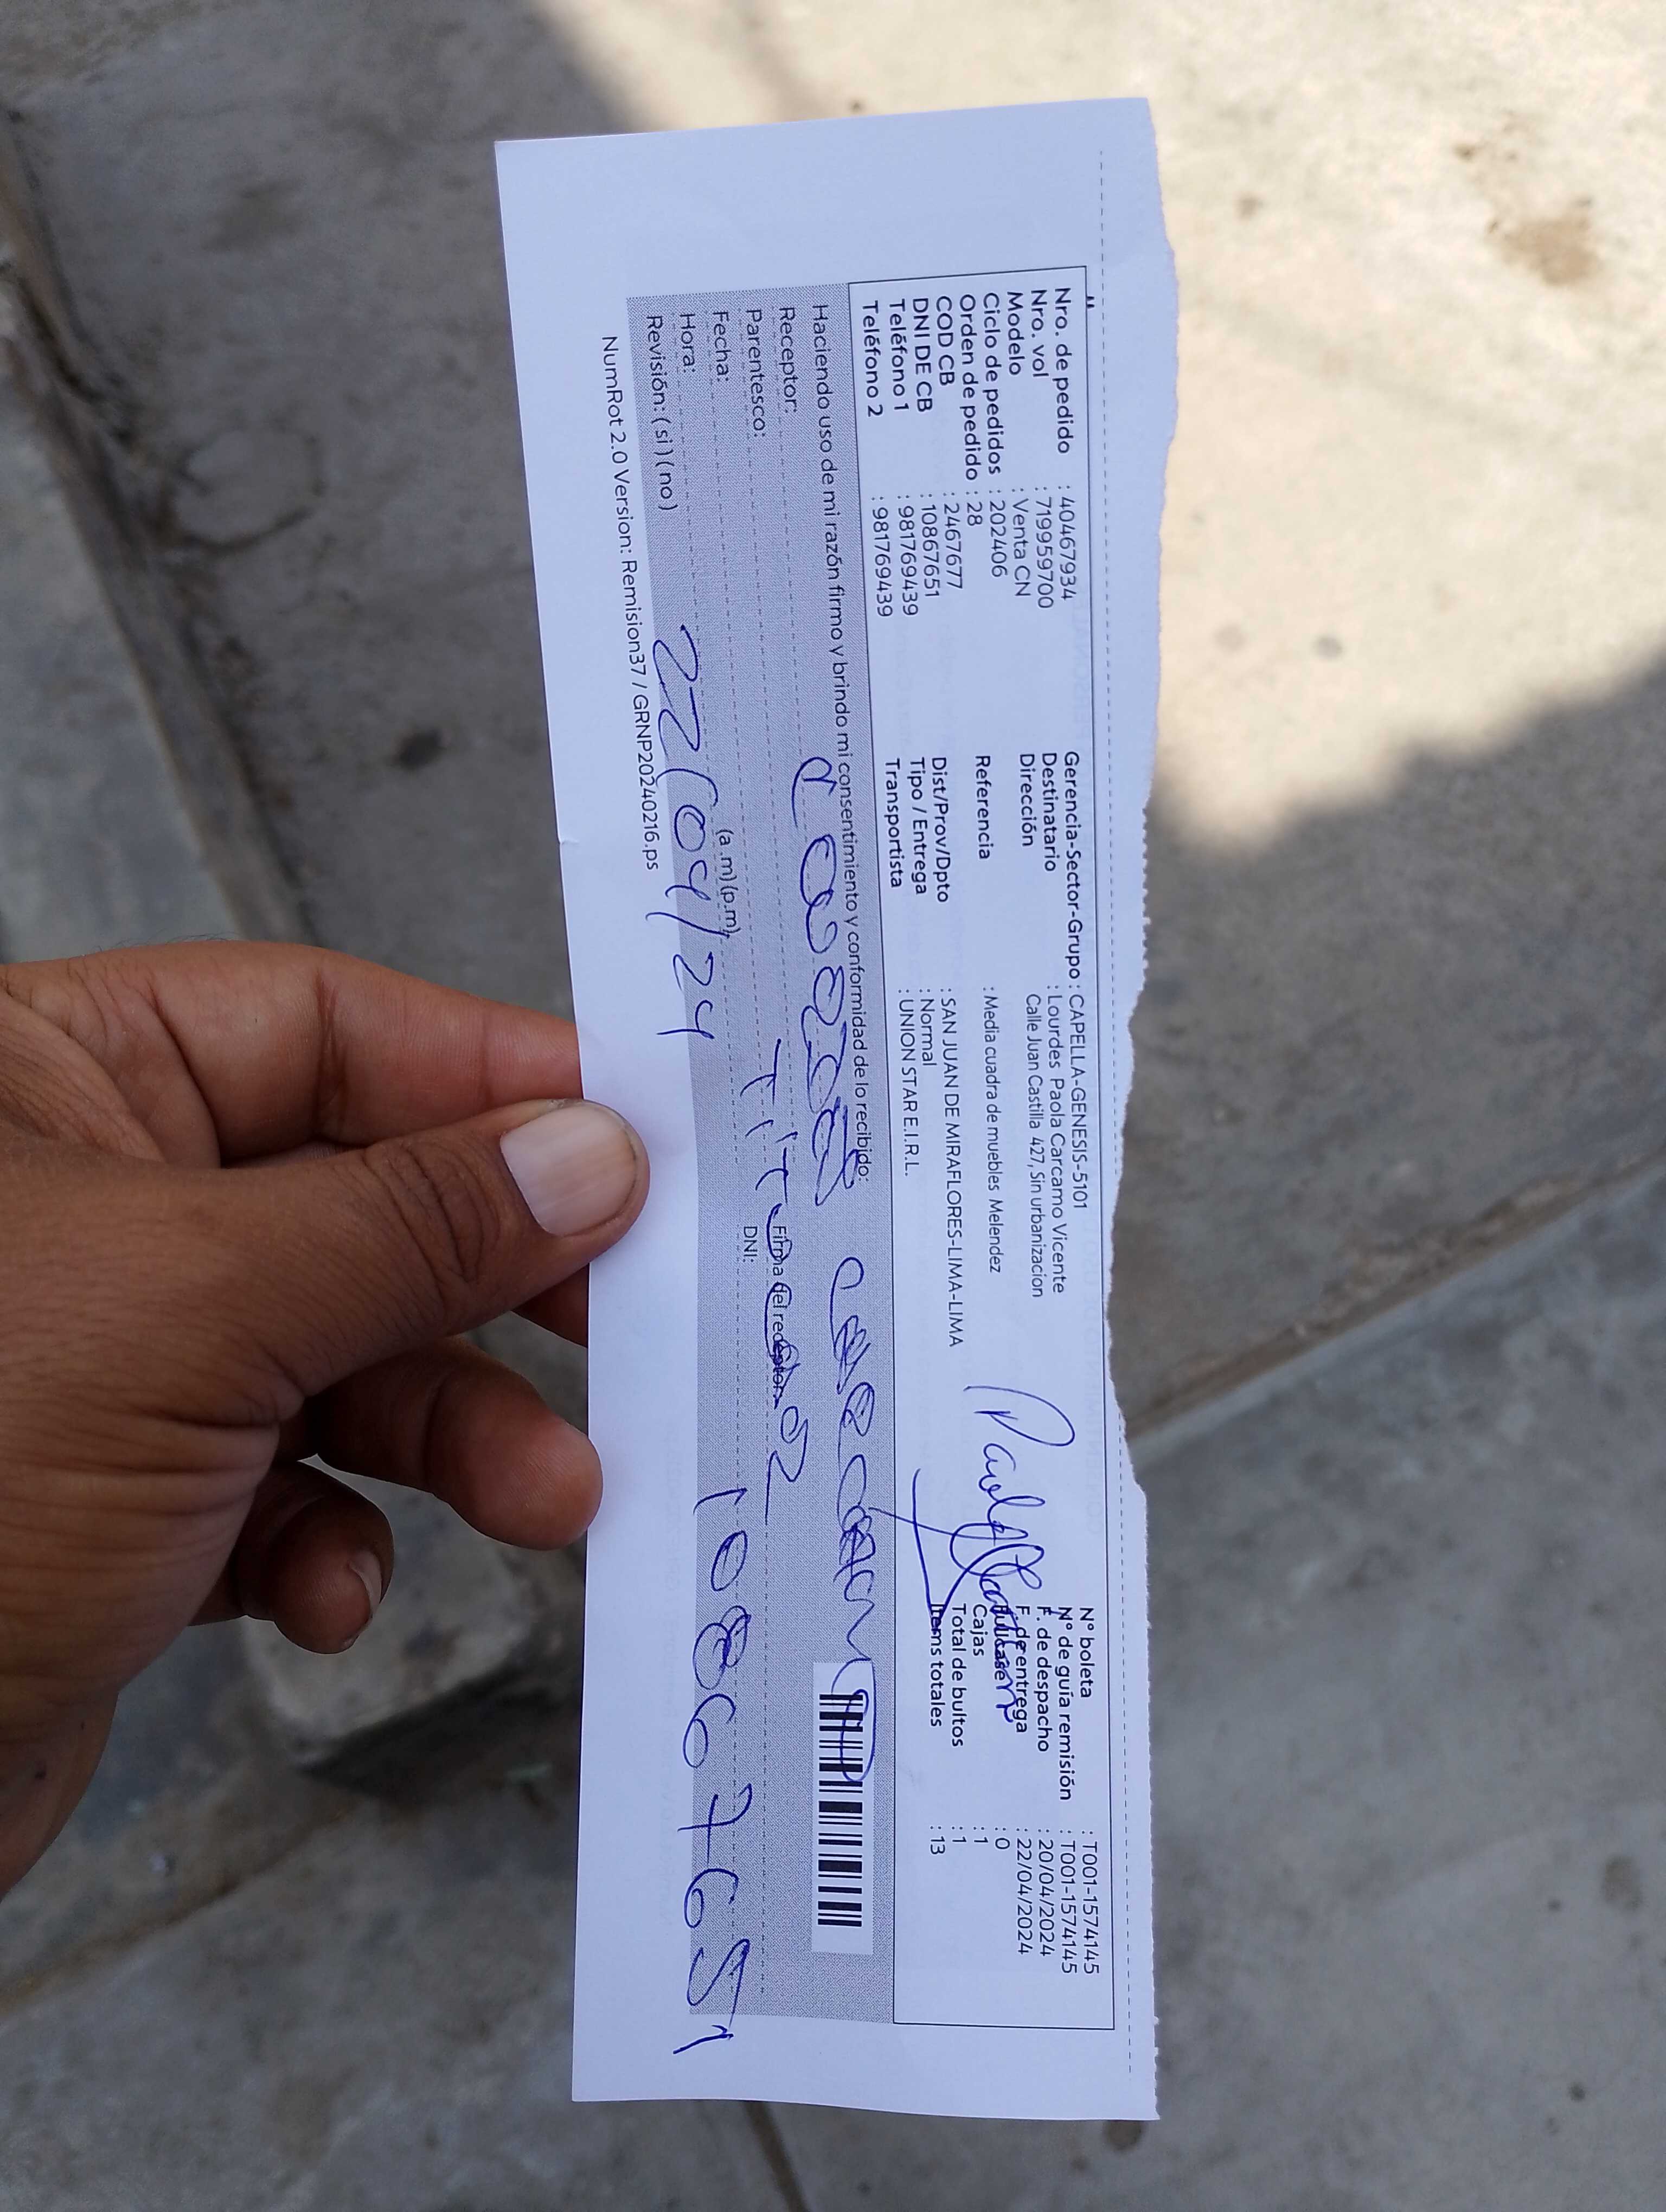 Nro. de pedido : 40467934
Nro. vol : 719959700
Modelo : Venta CN
Ciclo de pedidos : 202406
Orden de pedido : 28
COD CB : 2467677
DNI DE CB : 10867651
Teléfono 1 : 981769439
Teléfono 2 : 981769439
Gerencia-Sector-Grupo : CAPELLA-GENESIS-5101
Destinatario : Lourdes Paola Carcamo Vicente
Dirección Calle Juan Castilla 427, Sin urbanizacion
Referencia : Media cuadra de muebles Melendez
Dist/Prov/Dpto : SAN JUAN DE MIRAFLORES-LIMA-LIMA
Tipo / Entrega : Normal
Transportista : UNION STAR E.I.R.L.
N° boleta : T001-1574145
N° de guía remisión : T001-1574145
F. de despacho : 20/04/2024
F. de entrega : 22/04/2024
: 0
Cajas : 1
Total de bultos : 1
Items totales : 13
Haciendo uso de mi razón firmo y brindo mi consentimiento y conformidad de lo recibido:
Receptor:
Parentesco: Titular
Fecha: 22/04/24
Hora: (a.m) (p.m)
Revisión: ( si ) ( no )
Firma del receptor
DNI: 10867651
NumRot 2.0 Version: Remision37 / GRNP20240216.ps